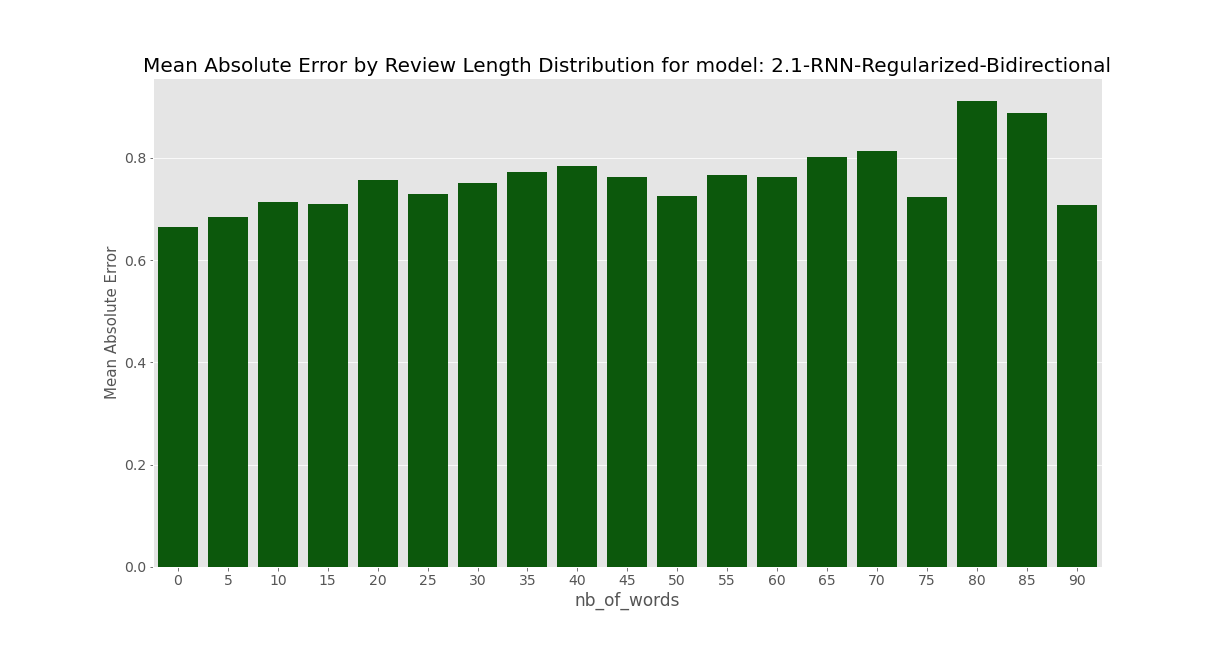 Mean Absolute Error by Review Length Distribution for model: 2.1-RNN-Regularized-Bidirectional
0.8
0.6
0.4
0.2
0.0
Mean Absolute Error
0 5 10 15 20 25 30 35 40 45 50 55 60 65 70 75 80 85 90
nb_of_words